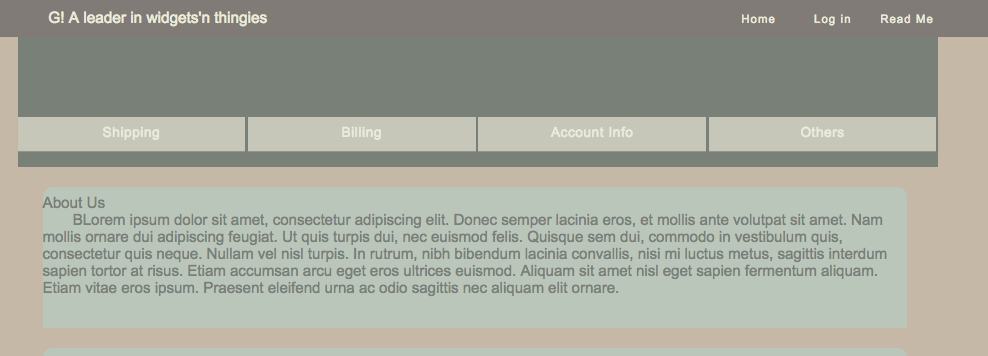 G! A leader in widgets'n thingies
Home Log in Read Me
Shipping Billing Account Info Others
About Us
BLorem ipsum dolor sit amet, consectetur adipiscing elit. Donec semper lacinia eros, et mollis ante volutpat sit amet. Nam
mollis ornare dui adipiscing feugiat. Ut quis turpis dui, nec euismod felis. Quisque sem dui, commodo in vestibulum quis,
consectetur quis neque. Nullam vel nisl turpis. In rutrum, nibh bibendum lacinia convallis, nisi mi luctus metus, sagittis interdum
sapien tortor at risus. Etiam accumsan arcu eget eros ultrices euismod. Aliquam sit amet nisl eget sapien fermentum aliquam.
Etiam vitae eros ipsum. Praesent eleifend urna ac odio sagittis nec aliquam elit ornare.